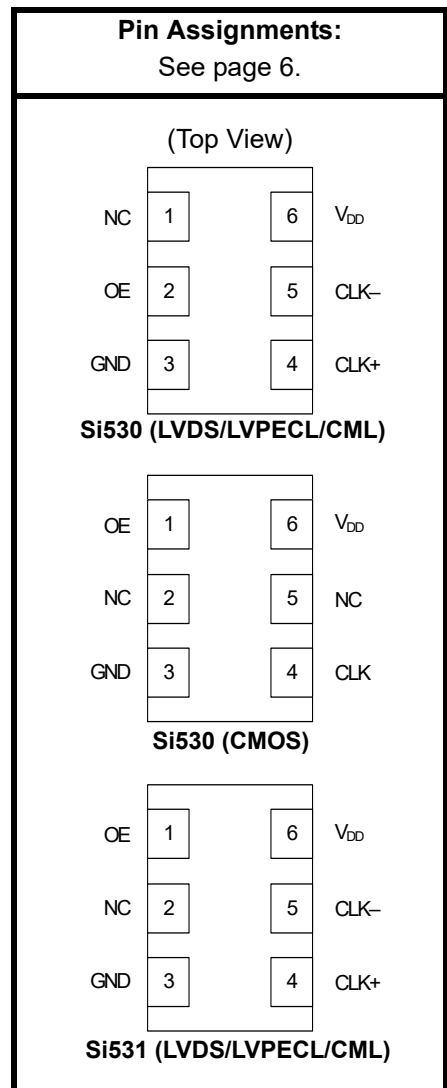 Pin Assignments:
See page 6.
(Top View)
NC 1 6 VDD
OE 2 5 CLK–
GND 3 4 CLK+
Si530 (LVDS/LVPECL/CML)
OE 1 6 VDD
NC 2 5 NC
GND 3 4 CLK
Si530 (CMOS)
OE 1 6 VDD
NC 2 5 CLK–
GND 3 4 CLK+
Si531 (LVDS/LVPECL/CML)